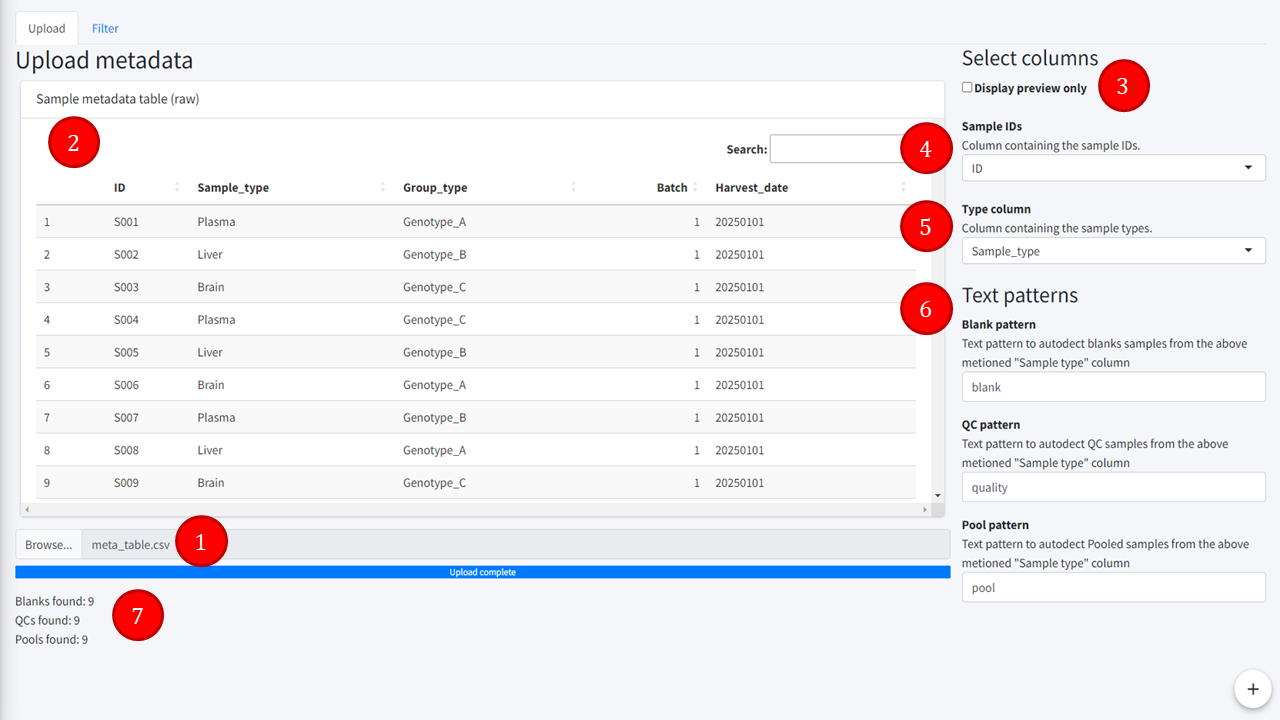 Upload Filter
Upload metadata
Sample metadata table (raw)
2
Search:
ID Sample_type Group_type Batch Harvest_date
1 S001 Plasma Genotype_A 1 20250101
2 S002 Liver Genotype_B 1 20250101
3 S003 Brain Genotype_C 1 20250101
4 S004 Plasma Genotype_C 1 20250101
5 S005 Liver Genotype_B 1 20250101
6 S006 Brain Genotype_A 1 20250101
7 S007 Plasma Genotype_B 1 20250101
8 S008 Liver Genotype_A 1 20250101
9 S009 Brain Genotype_C 1 20250101
Browse... meta_table.csv 1
Upload complete
Blanks found: 9
QCs found: 9
Pools found: 9
7
Select columns
Display preview only 3
4
Sample IDs
Column containing the sample IDs.
ID
5
Type column
Column containing the sample types.
Sample_type
6
Text patterns
Blank pattern
Text pattern to autodect blanks samples from the above
metioned "Sample type" column
blank
QC pattern
Text pattern to autodect QC samples from the above
metioned "Sample type" column
quality
Pool pattern
Text pattern to autodect Pooled samples from the above
metioned "Sample type" column
pool
+